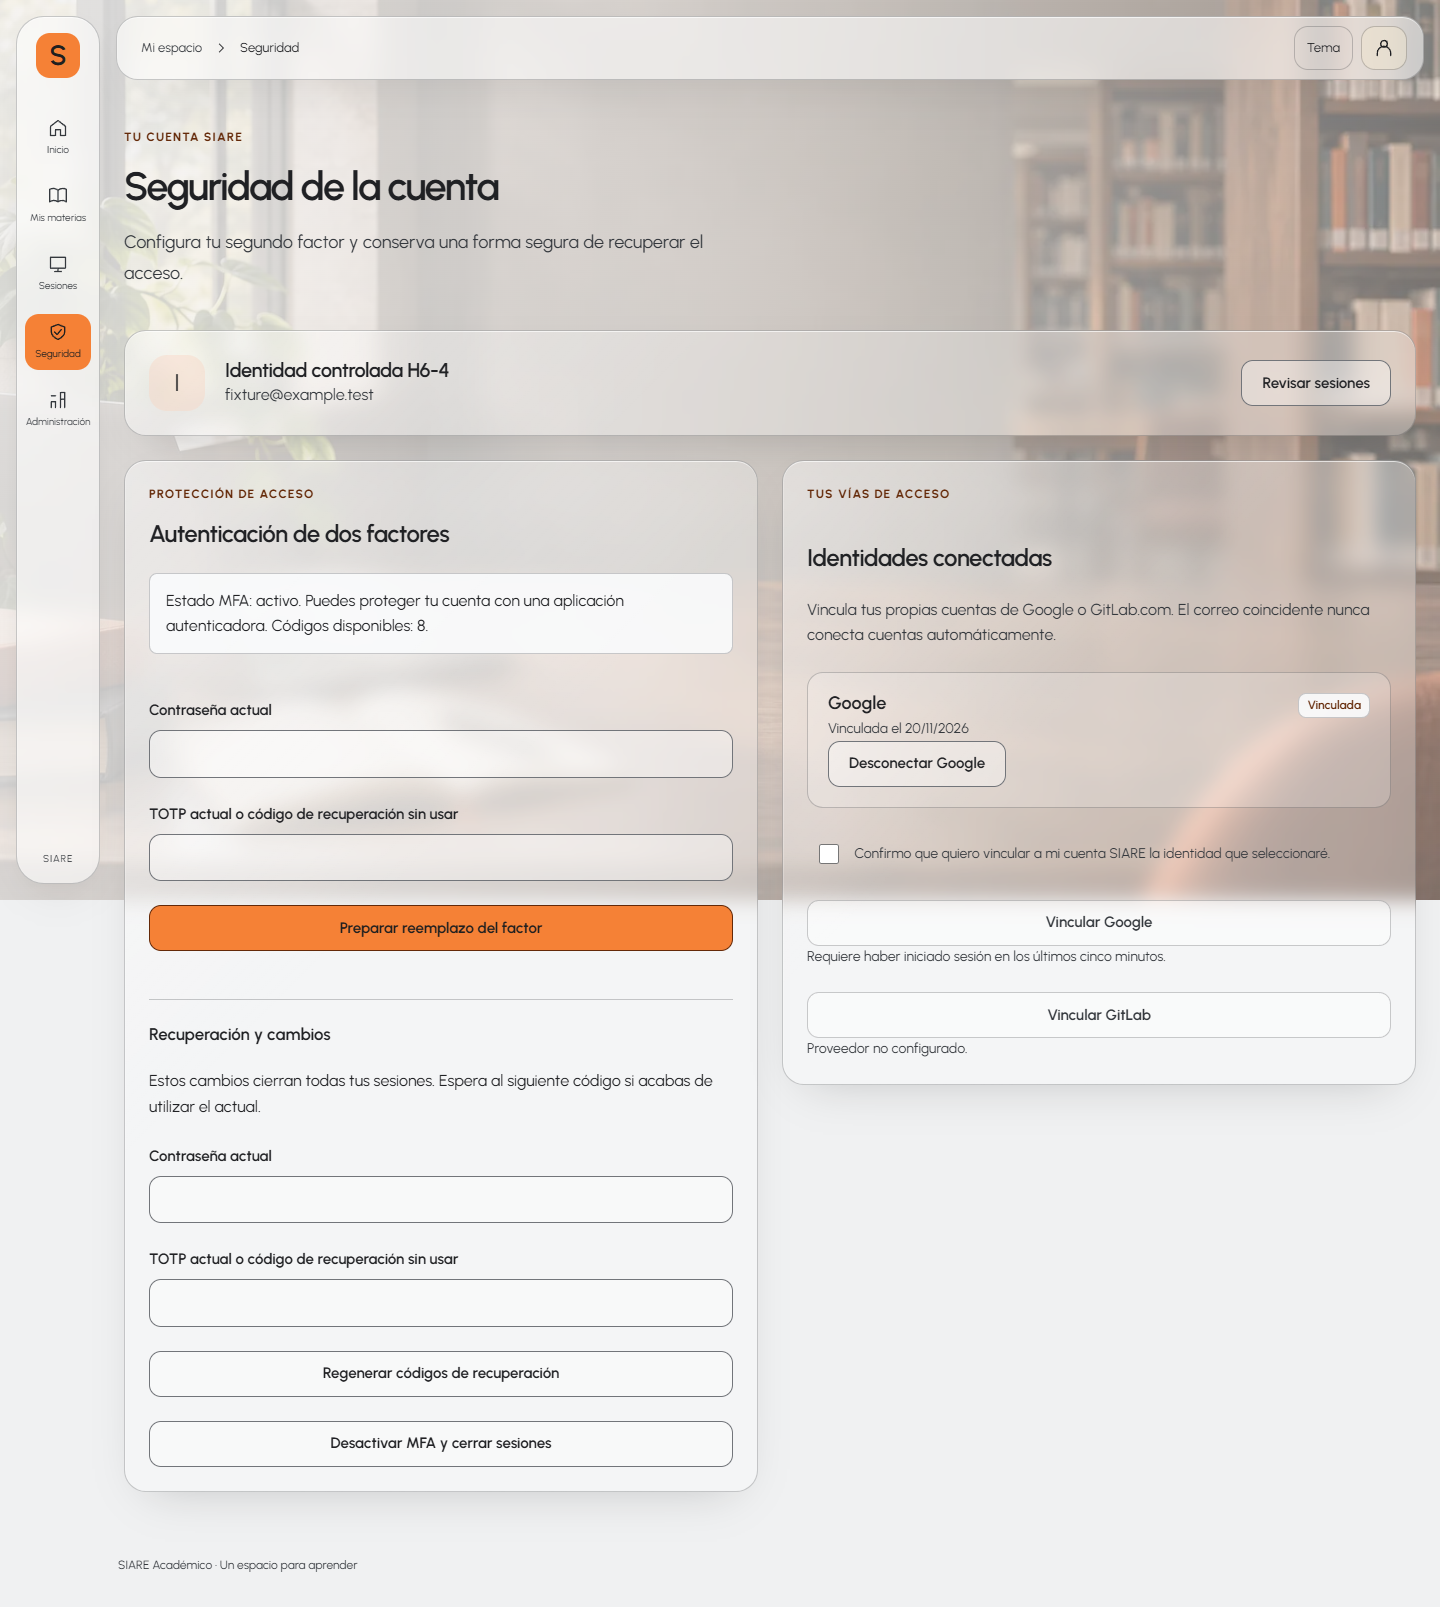 S
Inicio
Mis materias
Sesiones
Seguridad
Administración
SIARE
Mi espacio > Seguridad
Tema
TU CUENTA SIARE
Seguridad de la cuenta
Configura tu segundo factor y conserva una forma segura de recuperar el
acceso.
I
Identidad controlada H6-4
fixture@example.test
Revisar sesiones
PROTECCIÓN DE ACCESO
Autenticación de dos factores
Estado MFA: activo. Puedes proteger tu cuenta con una aplicación
autenticadora. Códigos disponibles: 8.
Contraseña actual
TOTP actual o código de recuperación sin usar
Preparar reemplazo del factor
Recuperación y cambios
Estos cambios cierran todas tus sesiones. Espera al siguiente código si acabas de
utilizar el actual.
Contraseña actual
TOTP actual o código de recuperación sin usar
Regenerar códigos de recuperación
Desactivar MFA y cerrar sesiones
TUS VÍAS DE ACCESO
Identidades conectadas
Vincula tus propias cuentas de Google o GitLab.com. El correo coincidente nunca
conecta cuentas automáticamente.
Google
Vinculada
Vinculada el 20/11/2026
Desconectar Google
Confirmo que quiero vincular a mi cuenta SIARE la identidad que seleccionaré.
Vincular Google
Requiere haber iniciado sesión en los últimos cinco minutos.
Vincular GitLab
Proveedor no configurado.
SIARE Académico · Un espacio para aprender